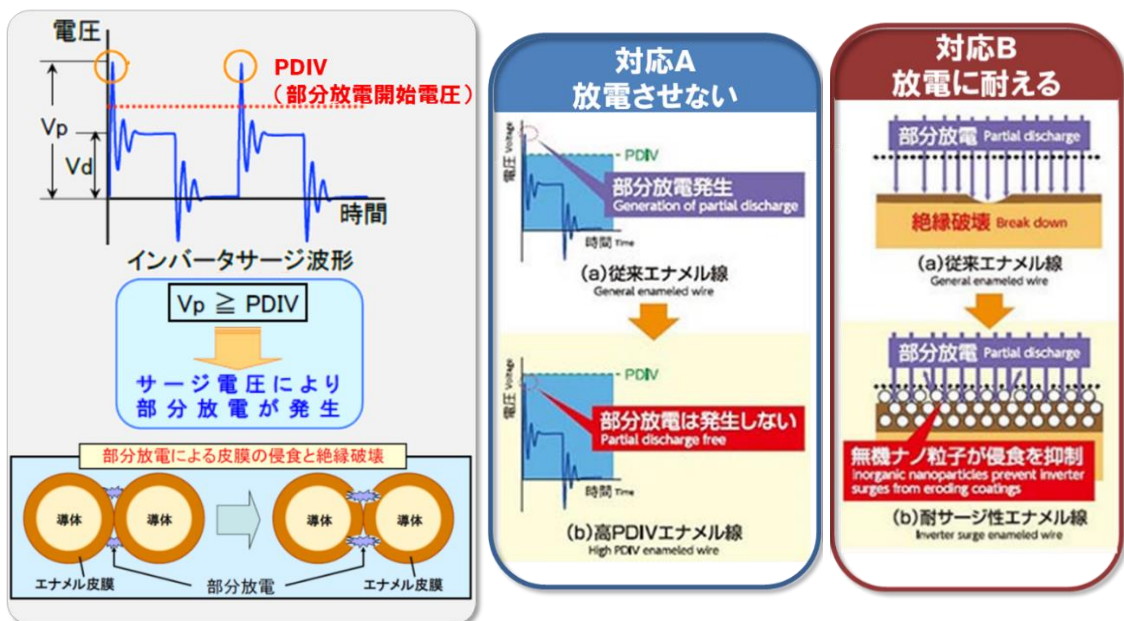 電圧
PDIV
(部分放電開始電圧)
Vp
Vd
時間
インバータサージ波形
Vp ≧ PDIV
サージ電圧により
部分放電が発生
部分放電による皮膜の侵食と絶縁破壊
導体
導体
導体
導体
エナメル皮膜
部分放電
エナメル皮膜
対応A
放電させない
電圧 Voltage
PDIV
部分放電発生
Generation of partial discharge
時間 Time
(a)従来エナメル線
General enameled wire
電圧 Voltage
PDIV
部分放電は発生しない
Partial discharge free
時間 Time
(b)高PDIVエナメル線
High PDIV enameled wire
対応B
放電に耐える
部分放電 Partial discharge
絶縁破壊 Break down
(a)従来エナメル線
General enameled wire
部分放電 Partial discharge
無機ナノ粒子が侵食を抑制
Inorganic nanoparticles prevent inverter
surges from eroding coatings
(b)耐サージ性エナメル線
Inverter surge enameled wire